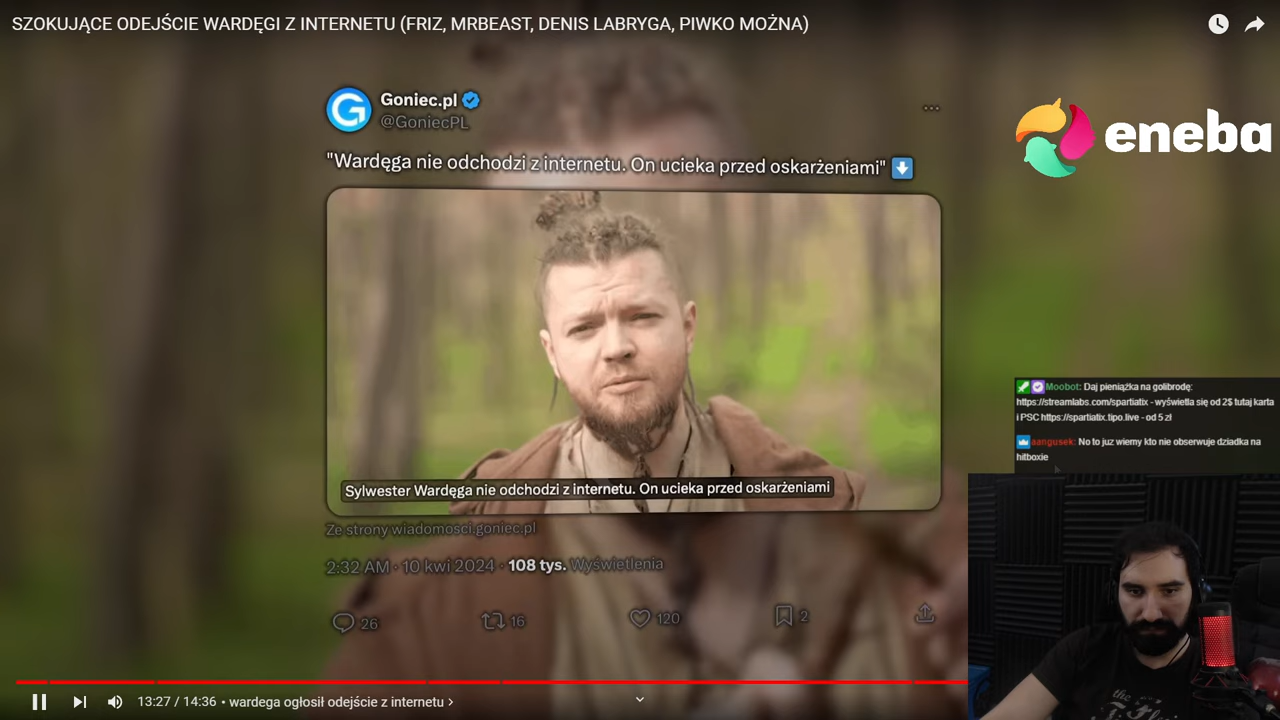 SZOKUJĄCE ODEJŚCIE WARDĘGI Z INTERNETU (FRIZ, MRBEAST, DENIS LABRYGA, PIWKO MOŻNA)
Goniec.pl
@GoniecPL
"Wardęga nie odchodzi z internetu. On ucieka przed oskarżeniami"
Sylwester Wardęga nie odchodzi z internetu. On ucieka przed oskarżeniami
Ze strony wiadomosci.goniec.pl
2:32 AM · 10 kwi 2024 · 108 tys. Wyświetlenia
26 16 120 2
eneba
Moobot: Daj pieniążka na golibrodę:
https://streamlabs.com/spartiatix - wyświetla się od 2$ tutaj karta
i PSC https://spartiatix.tipo.live - od 5 zł
aangusek: No to juz wiemy kto nie obserwuje dziadka na
hitboxie
the
13:27 / 14:36 • wardega ogłosił odejście z internetu